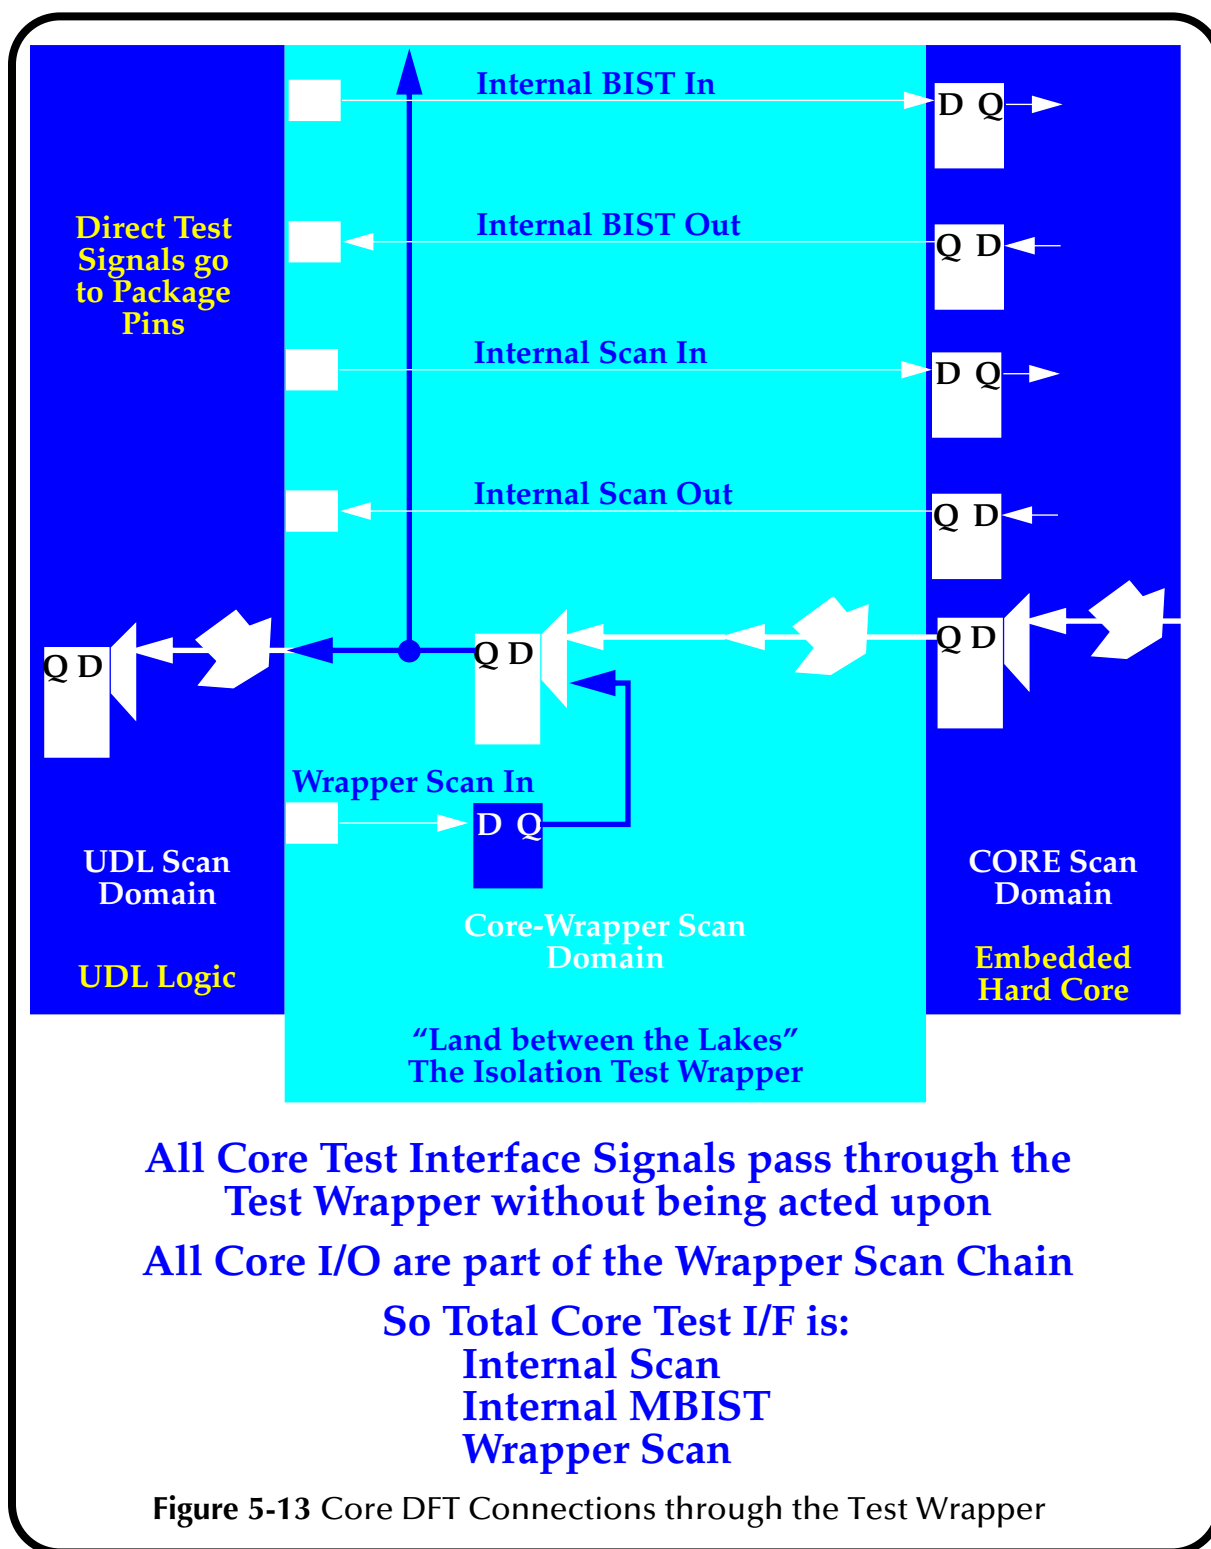 Internal BIST In
D Q
Direct Test
Signals go
to Package
Pins
Internal BIST Out
Q D
Internal Scan In
D Q
Internal Scan Out
Q D
Q D
Q D
Q D
Wrapper Scan In
D Q
UDL Scan
Domain
UDL Logic
Core-Wrapper Scan
Domain
CORE Scan
Domain
Embedded
Hard Core
“Land between the Lakes”
The Isolation Test Wrapper
All Core Test Interface Signals pass through the
Test Wrapper without being acted upon
All Core I/O are part of the Wrapper Scan Chain
So Total Core Test I/F is:
Internal Scan
Internal MBIST
Wrapper Scan
Figure 5-13 Core DFT Connections through the Test Wrapper